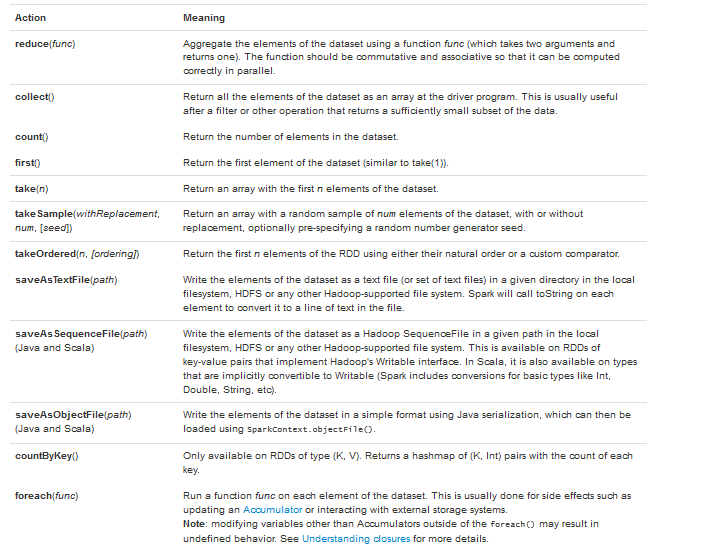 Action Meaning
reduce(func) Aggregate the elements of the dataset using a function func (which takes two arguments and
returns one). The function should be commutative and associative so that it can be computed
correctly in parallel.
collect() Return all the elements of the dataset as an array at the driver program. This is usually useful
after a filter or other operation that returns a sufficiently small subset of the data.
count() Return the number of elements in the dataset.
first() Return the first element of the dataset (similar to take(1)).
take(n) Return an array with the first n elements of the dataset.
takeSample(withReplacement, Return an array with a random sample of num elements of the dataset, with or without
num, [seed]) replacement, optionally pre-specifying a random number generator seed.
takeOrdered(n, [ordering]) Return the first n elements of the RDD using either their natural order or a custom comparator.
saveAsTextFile(path) Write the elements of the dataset as a text file (or set of text files) in a given directory in the local
filesystem, HDFS or any other Hadoop-supported file system. Spark will call toString on each
element to convert it to a line of text in the file.
saveAsSequenceFile(path) Write the elements of the dataset as a Hadoop SequenceFile in a given path in the local
(Java and Scala) filesystem, HDFS or any other Hadoop-supported file system. This is available on RDDs of
key-value pairs that implement Hadoop's Writable interface. In Scala, it is also available on types
that are implicitly convertible to Writable (Spark includes conversions for basic types like Int,
Double, String, etc).
saveAsObjectFile(path) Write the elements of the dataset in a simple format using Java serialization, which can then be
(Java and Scala) loaded using SparkContext.objectFile().
countByKey() Only available on RDDs of type (K, V). Returns a hashmap of (K, Int) pairs with the count of each
key.
foreach(func) Run a function func on each element of the dataset. This is usually done for side effects such as
updating an Accumulator or interacting with external storage systems.
Note: modifying variables other than Accumulators outside of the foreach() may result in
undefined behavior. See Understanding closures for more details.